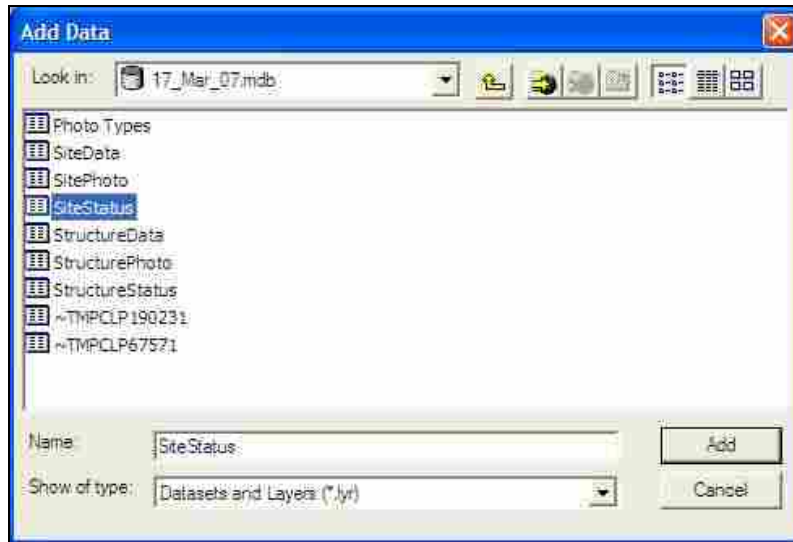 Add Data
Look in: 17_Mar_07.mdb
Photo Types
SiteData
SitePhoto
SiteStatus
StructureData
StructurePhoto
StructureStatus
~TMPCLP190231
~TMPCLP67571
Name: SiteStatus Add
Show of type: Datasets and Layers (*.lyr) Cancel